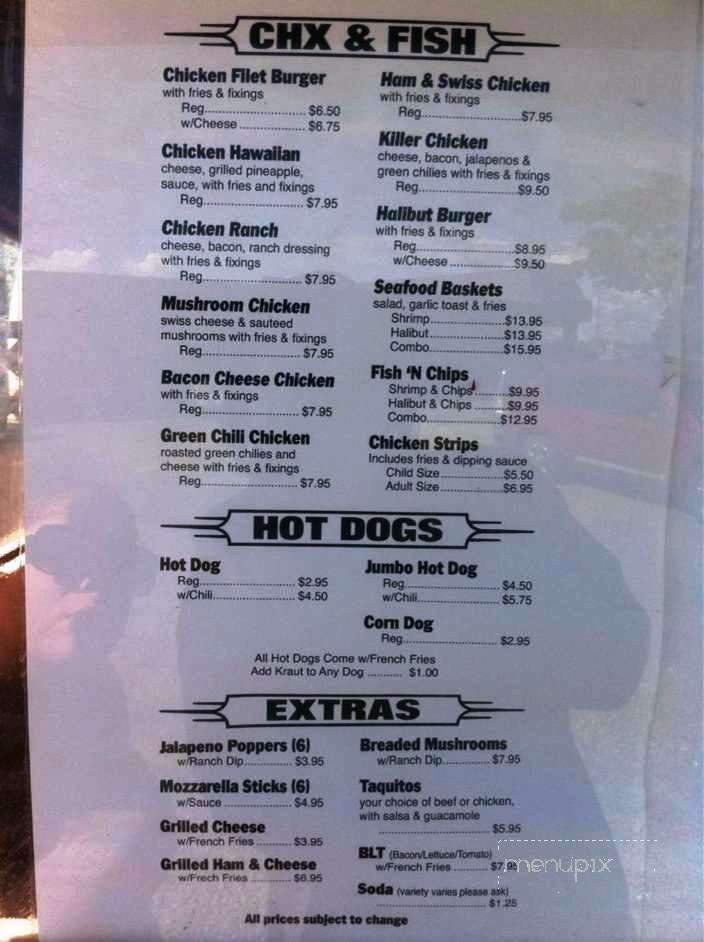 CHX & FISH
Chicken Filet Burger
with fries & fixings
Reg............................ $6.50
w/Cheese .................. $6.75
Chicken Hawaiian
cheese, grilled pineapple,
sauce, with fries and fixings
Reg............................ $7.95
Chicken Ranch
cheese, bacon, ranch dressing
with fries & fixings
Reg............................ $7.95
Mushroom Chicken
swiss cheese & sauteed
mushrooms with fries & fixings
Reg............................ $7.95
Bacon Cheese Chicken
with fries & fixings
Reg............................ $7.95
Green Chili Chicken
roasted green chilies and
cheese with fries & fixings
Reg............................ $7.95
Ham & Swiss Chicken
with fries & fixings
Reg............................$7.95
Killer Chicken
cheese, bacon, jalapenos &
green chilies with fries & fixings
Reg............................$9.50
Halibut Burger
with fries & fixings
Reg............................$8.95
w/Cheese ..................$9.50
Seafood Baskets
salad, garlic toast & fries
Shrimp.....................$13.95
Halibut.....................$13.95
Combo.....................$15.95
Fish 'N Chips
Shrimp & Chips..........$9.95
Halibut & Chips ..........$9.95
Combo.....................$12.95
Chicken Strips
Includes fries & dipping sauce
Child Size..................$5.50
Adult Size..................$6.95
HOT DOGS
Hot Dog
Reg............................ $2.95
w/Chili........................ $4.50
Jumbo Hot Dog
Reg............................ $4.50
w/Chili........................ $5.75
Corn Dog
Reg............................ $2.95
All Hot Dogs Come w/French Fries
Add Kraut to Any Dog .......... $1.00
EXTRAS
Jalapeno Poppers (6)
w/Ranch Dip.............. $3.95
Mozzarella Sticks (6)
w/Sauce .................... $4.95
Grilled Cheese
w/French Fries ........... $3.95
Grilled Ham & Cheese
w/Frech Fries ............ $6.95
Breaded Mushrooms
w/Ranch Dip.............. $7.95
Taquitos
your choice of beef or chicken,
with salsa & guacamole
........................................ $5.95
BLT (Bacon/Lettuce/Tomato)
w/French Fries .......... $7.95
Soda (variety varies please ask)
........................................ $1.25
All prices subject to change
menupix